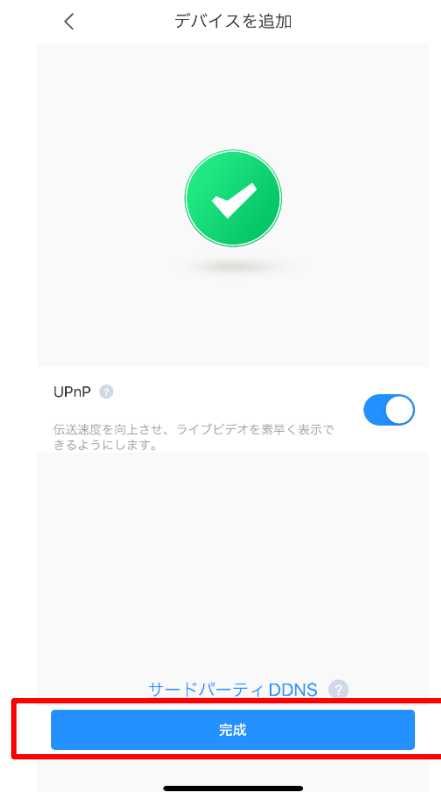 デバイスを追加
UPnP ?
伝送速度を向上させ、ライブビデオを素早く表示で
きるようにします。
サードパーティ DDNS ?
完成